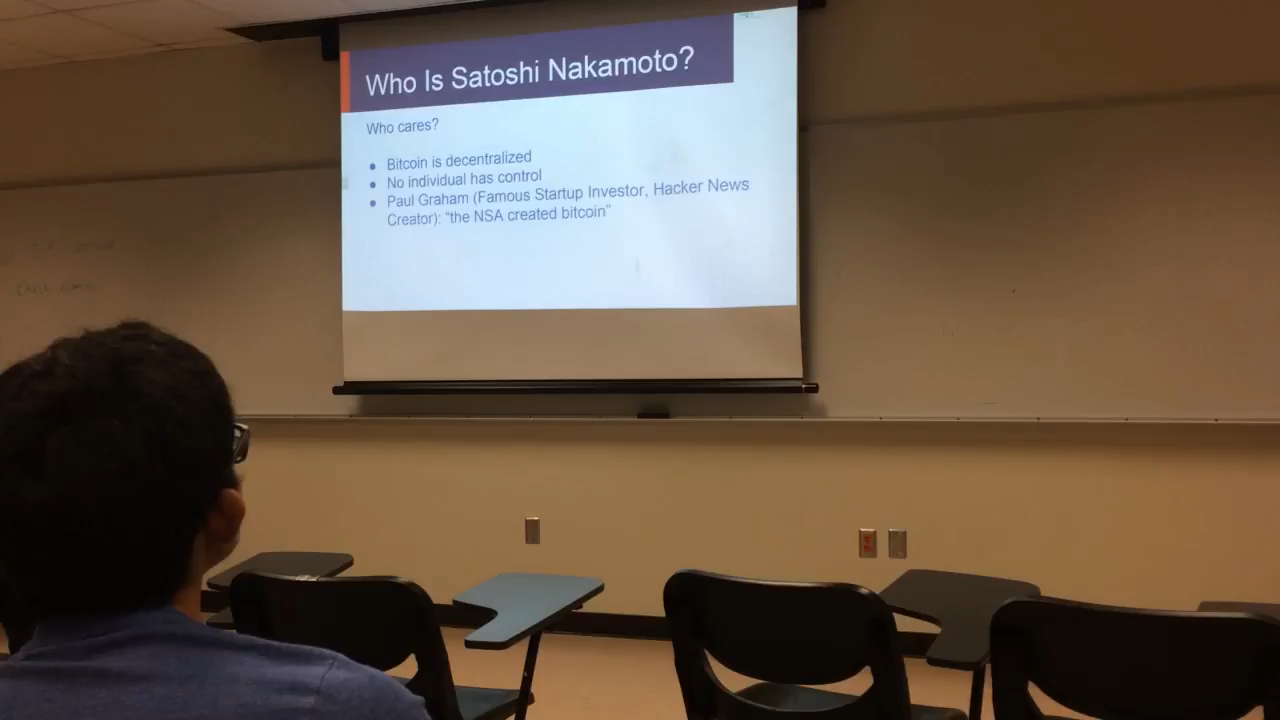 Who Is Satoshi Nakamoto?
Who cares?
● Bitcoin is decentralized
● No individual has control
● Paul Graham (Famous Startup Investor, Hacker News
Creator): “the NSA created bitcoin”